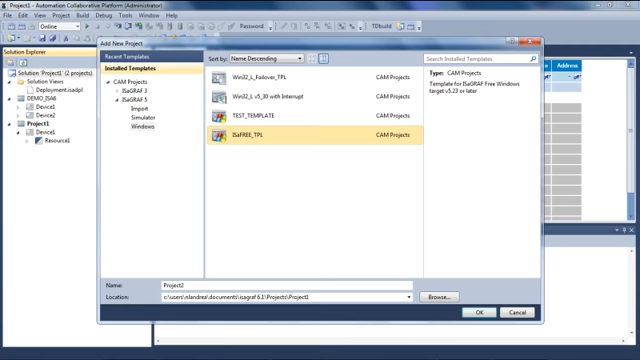 Project1 - Automation Collaborative Platform (Administrator)
File Edit View Project Build Debug Tools Window Help
Online
Password
TDbuild
Solution Explorer
Solution 'Project1' (2 projects)
Solution Views
Deployment.isadpl
DEMO_ISA6
Device1
Device2
Project1
Device1
Resource1
Add New Project
Recent Templates
Installed Templates
CAM Projects
ISaGRAF 3
ISaGRAF 5
Import
Simulator
Windows
Sort by: Name Descending
Win32_L_Failover_TPL CAM Projects
Win32_L v5_30 with Interrupt CAM Projects
TEST_TEMPLATE CAM Projects
ISaFREE_TPL CAM Projects
Search Installed Templates
Type: CAM Projects
Template for ISaGRAF Free Windows
target v5.23 or later
Address
Name: Project2
Location: c:\users\nlandrea\documents\isagraf 6.1\Projects\Project1
Browse...
OK Cancel